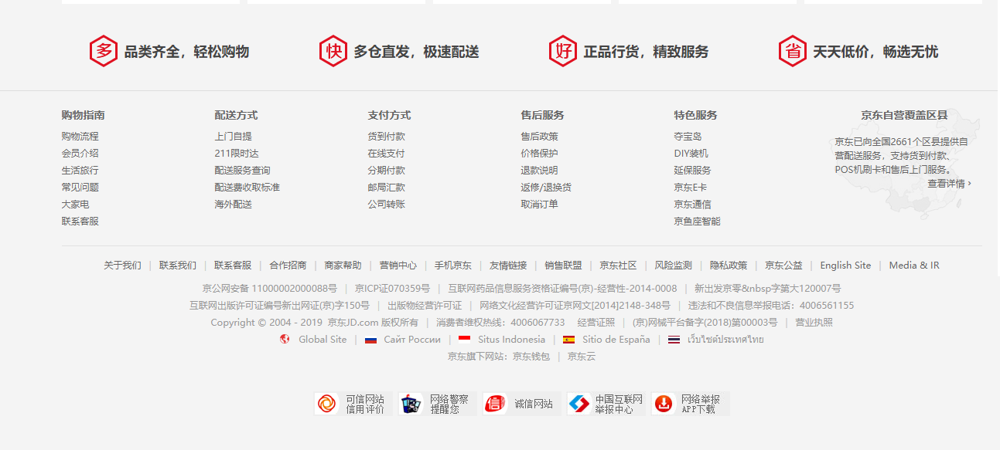 多 品类齐全，轻松购物
快 多仓直发，极速配送
好 正品行货，精致服务
省 天天低价，畅选无忧
购物指南
购物流程
会员介绍
生活旅行
常见问题
大家电
联系客服
配送方式
上门自提
211限时达
配送服务查询
配送费收取标准
海外配送
支付方式
货到付款
在线支付
分期付款
邮局汇款
公司转账
售后服务
售后政策
价格保护
退款说明
返修/退换货
取消订单
特色服务
夺宝岛
DIY装机
延保服务
京东E卡
京东通信
京鱼座智能
京东自营覆盖区县
京东已向全国2661个区县提供自
营配送服务，支持货到付款、
POS机刷卡和售后上门服务。
查看详情 ›
关于我们 | 联系我们 | 联系客服 | 合作招商 | 商家帮助 | 营销中心 | 手机京东 | 友情链接 | 销售联盟 | 京东社区 | 风险监测 | 隐私政策 | 京东公益 | English Site | Media & IR
京公网安备 11000002000088号 | 京ICP证070359号 | 互联网药品信息服务资格证编号(京)-经营性-2014-0008 | 新出发京零&nbsp字第大120007号
互联网出版许可证编号新出网证(京)字150号 | 出版物经营许可证 | 网络文化经营许可证京网文[2014]2148-348号 | 违法和不良信息举报电话：4006561155
Copyright © 2004 - 2019 京东JD.com 版权所有 | 消费者维权热线：4006067733 经营证照 | (京)网械平台备字(2018)第00003号 | 营业执照
Global Site | Сайт России | Situs Indonesia | Sitio de España | เว็บไซต์ประเทศไทย
京东旗下网站：京东钱包 | 京东云
可信网站
信用评价
网络警察
提醒您
信 诚信网站
中国互联网
举报中心
网络举报
APP下载